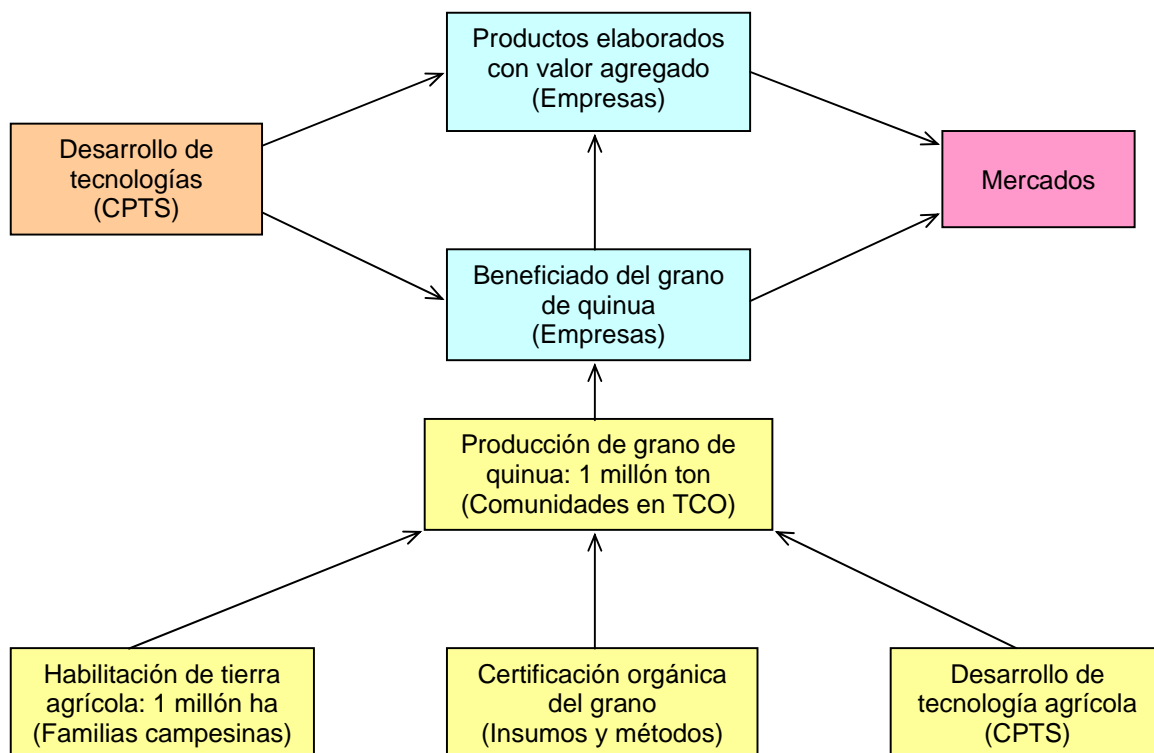 Productos elaborados
con valor agregado
(Empresas)
Desarrollo de
tecnologías
(CPTS)
Mercados
Beneficiado del grano
de quinua
(Empresas)
Producción de grano de
quinua: 1 millón ton
(Comunidades en TCO)
Habilitación de tierra
agrícola: 1 millón ha
(Familias campesinas)
Certificación orgánica
del grano
(Insumos y métodos)
Desarrollo de
tecnología agrícola
(CPTS)